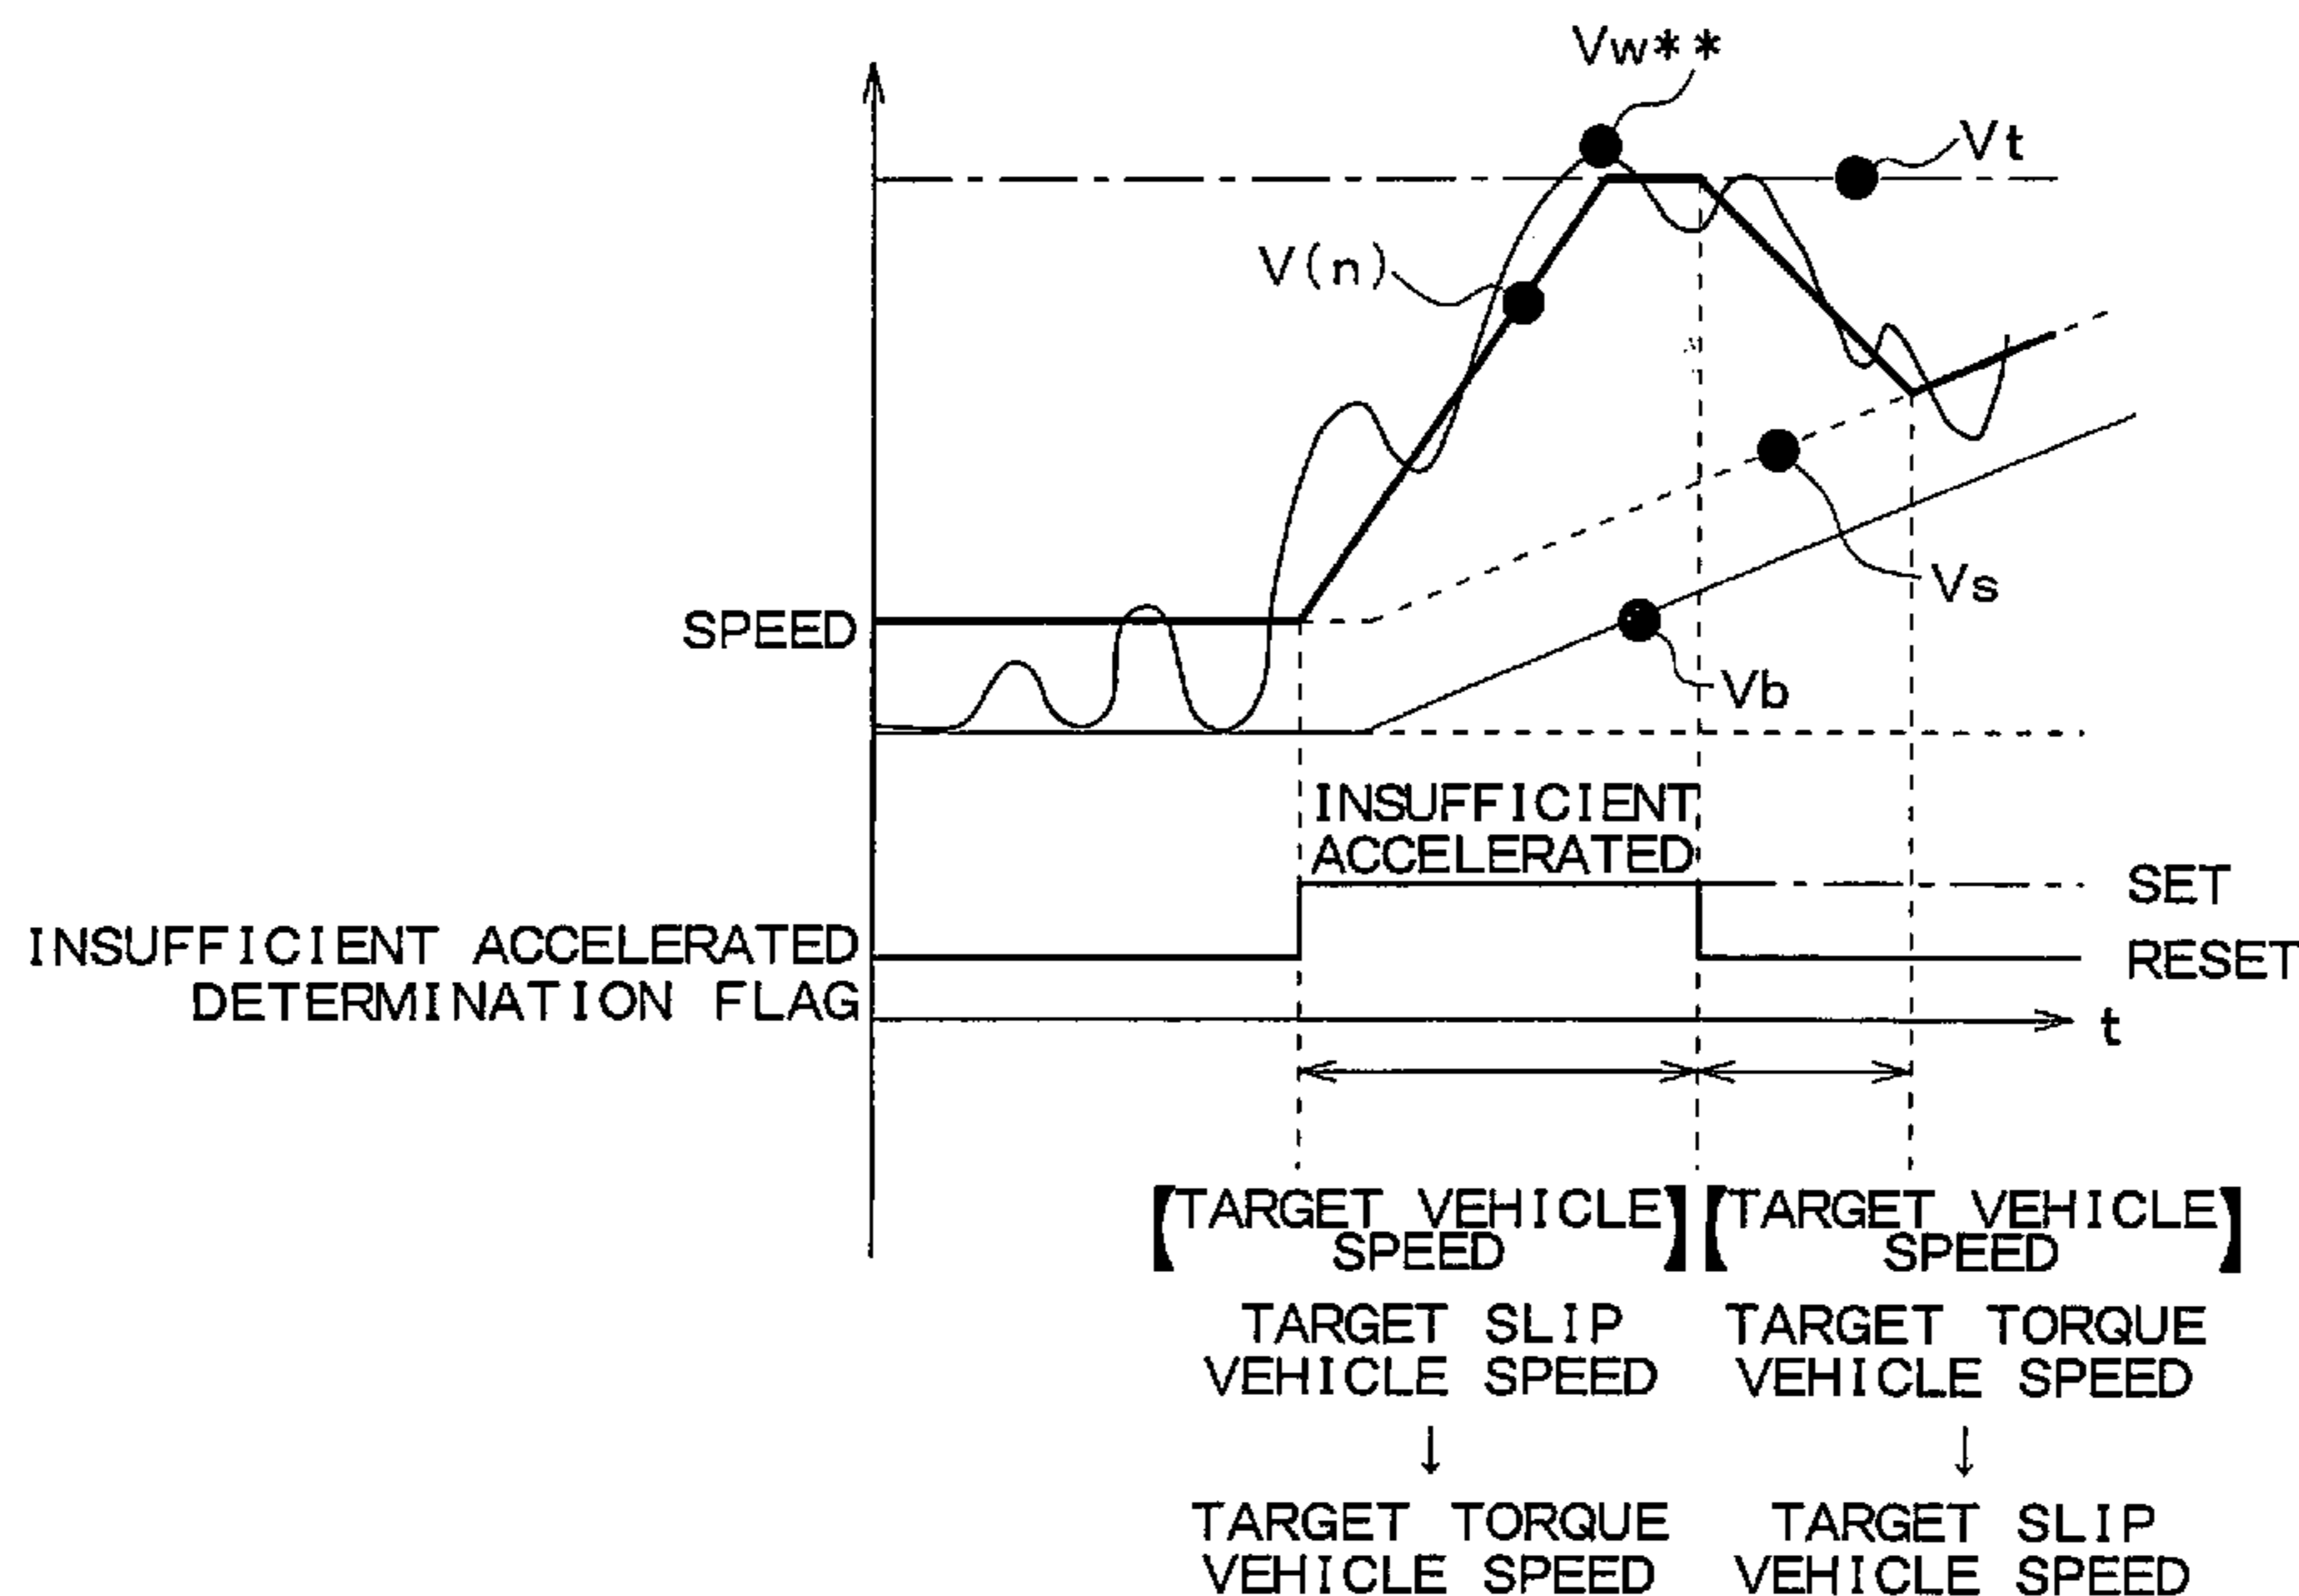 Vw**
Vt
V(n)
Vs
SPEED
Vb
INSUFFICIENT
ACCELERATED
SET
INSUFFICIENT ACCELERATED
DETERMINATION FLAG
RESET
t
【TARGET VEHICLE
SPEED】
【TARGET VEHICLE
SPEED】
TARGET SLIP
VEHICLE SPEED
↓
TARGET TORQUE
VEHICLE SPEED
TARGET TORQUE
VEHICLE SPEED
↓
TARGET SLIP
VEHICLE SPEED